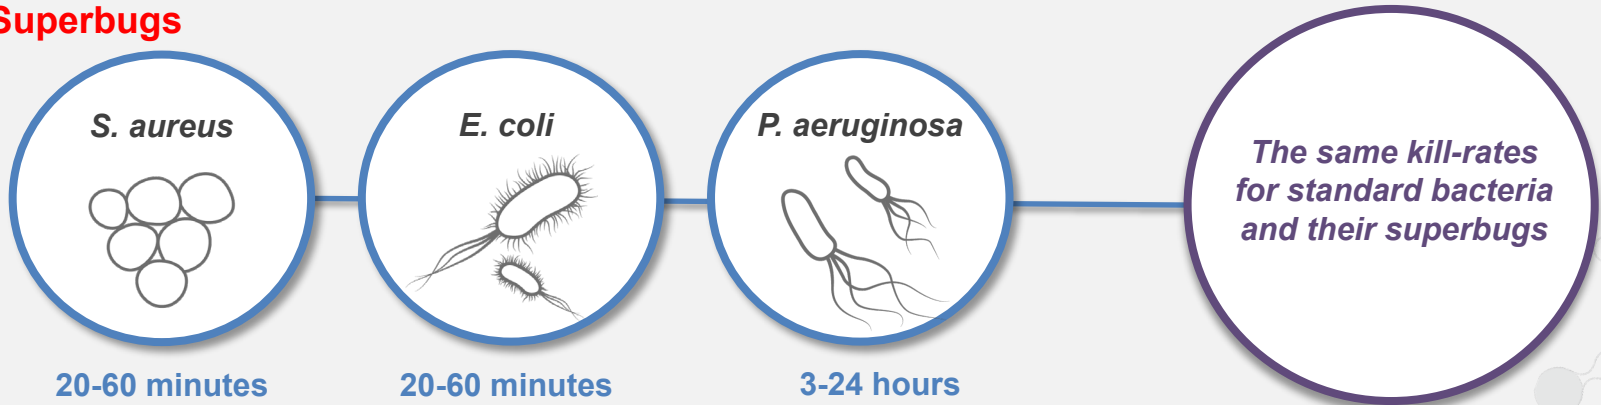 Superbugs
S. aureus
E. coli
P. aeruginosa
The same kill-rates
for standard bacteria
and their superbugs
20-60 minutes
20-60 minutes
3-24 hours